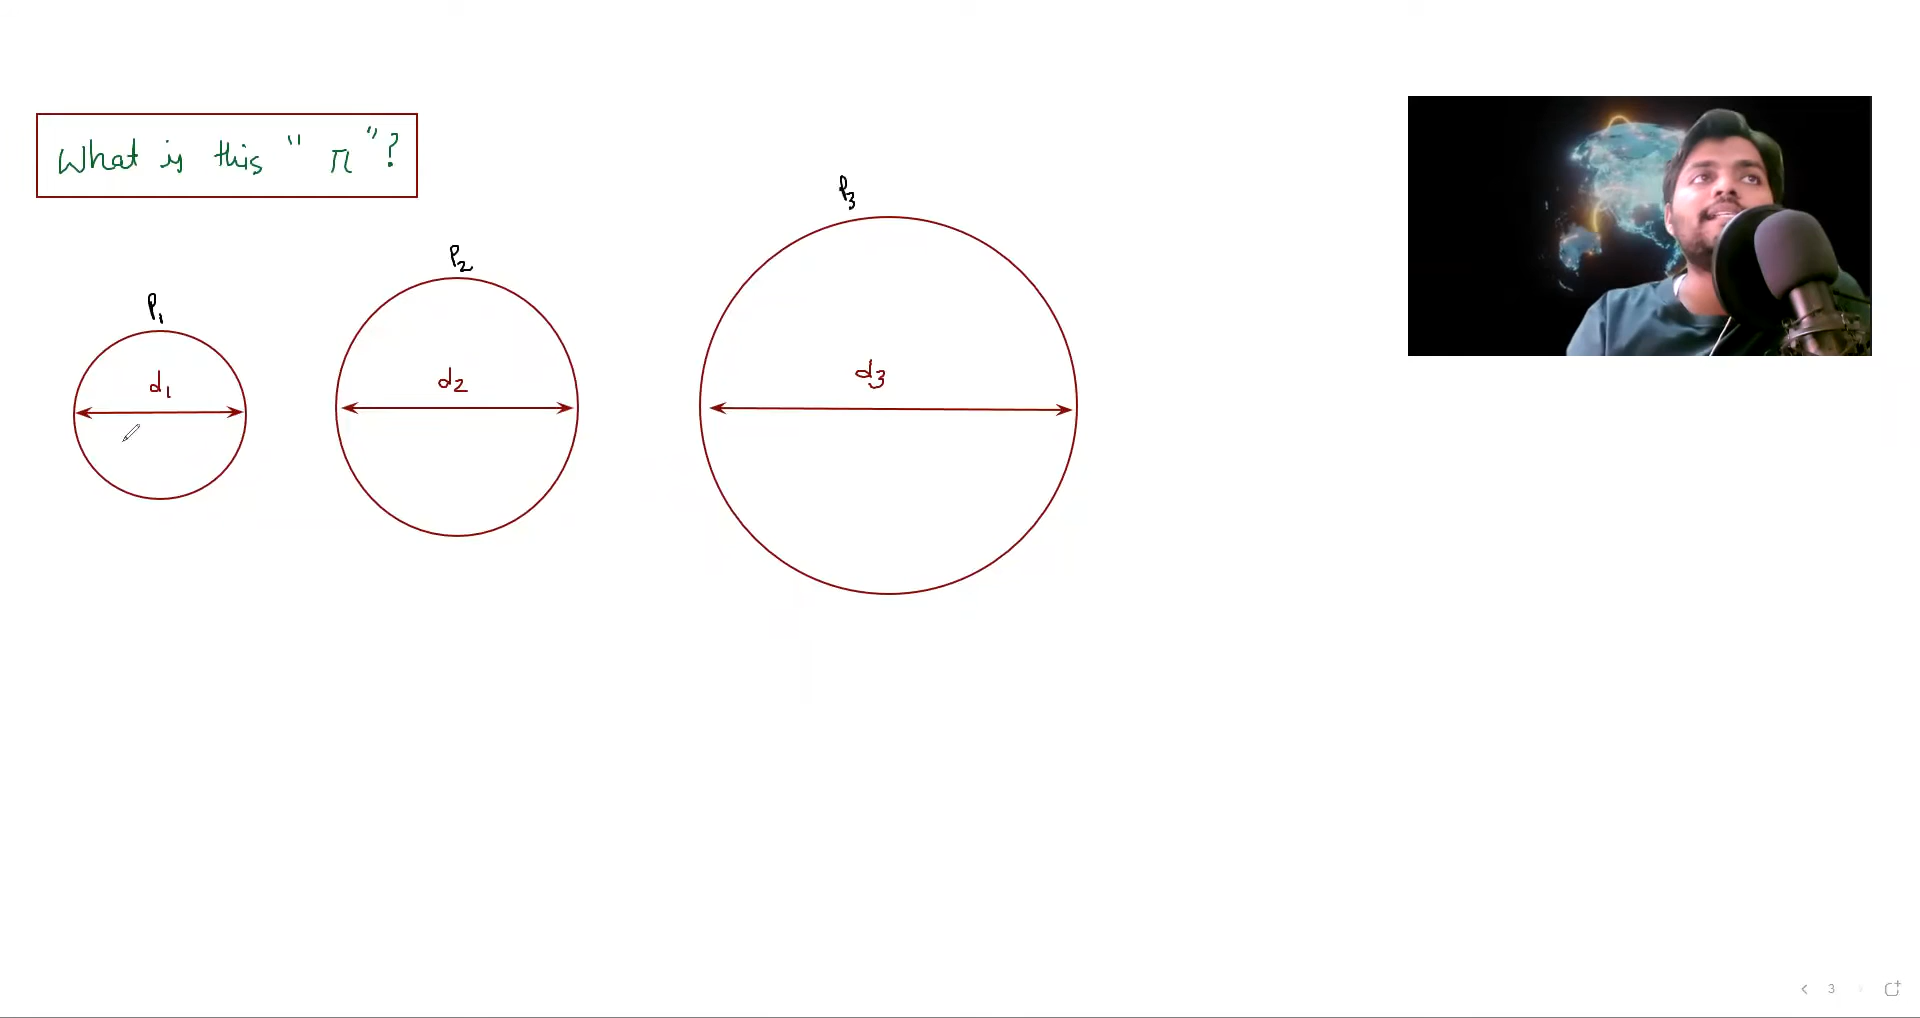 What is this " π "?
P₃
P₂
P₁
d₁
d₂
d₃
3